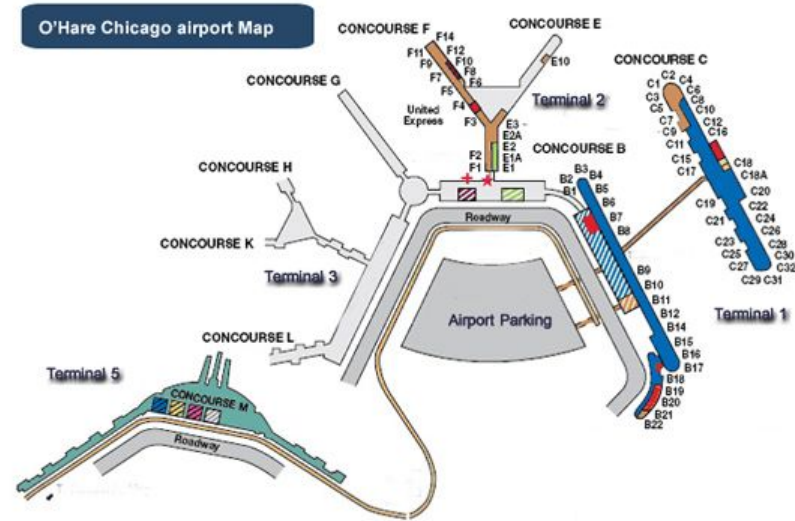 O'Hare Chicago airport Map
CONCOURSE F
CONCOURSE E
CONCOURSE G
CONCOURSE C
CONCOURSE H
CONCOURSE K
CONCOURSE L
CONCOURSE B
CONCOURSE M
Terminal 2
Terminal 3
Terminal 1
Terminal 5
United
Express
Roadway
Airport Parking
Roadway
F14
F12
F11
F10
F9
F8
F7
F6
F5
F4
F3
F2
F1
E10
E3
E2A
E2
E1A
E1
B3
B4
B2
B1
B5
B6
B7
B8
B9
B10
B11
B12
B14
B15
B16
B17
B18
B19
B20
B21
B22
C2
C4
C1
C6
C3
C8
C5
C10
C7
C12
C9
C16
C11
C15
C18
C17
C18A
C20
C19
C22
C21
C24
C26
C23
C28
C25
C30
C27
C32
C29
C31